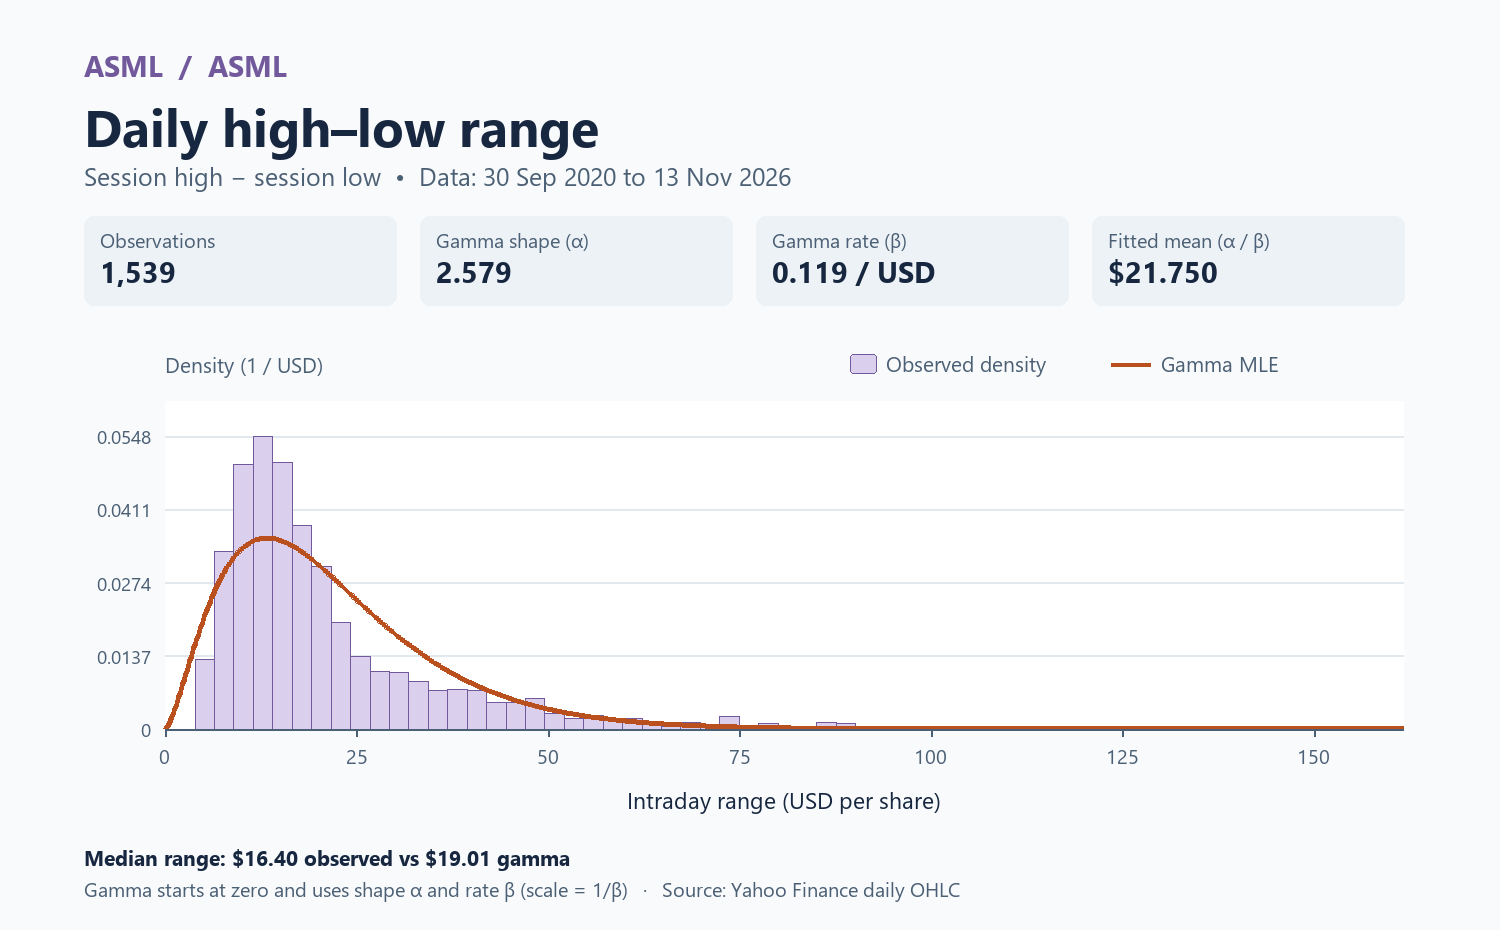 ASML / ASML
Daily high–low range
Session high − session low • Data: 30 Sep 2020 to 13 Nov 2026
Observations
1,539
Gamma shape (α)
2.579
Gamma rate (β)
0.119 / USD
Fitted mean (α / β)
$21.750
Density (1 / USD)
Observed density
Gamma MLE
0.0548
0.0411
0.0274
0.0137
0
0 25 50 75 100 125 150
Intraday range (USD per share)
Median range: $16.40 observed vs $19.01 gamma
Gamma starts at zero and uses shape α and rate β (scale = 1/β) · Source: Yahoo Finance daily OHLC